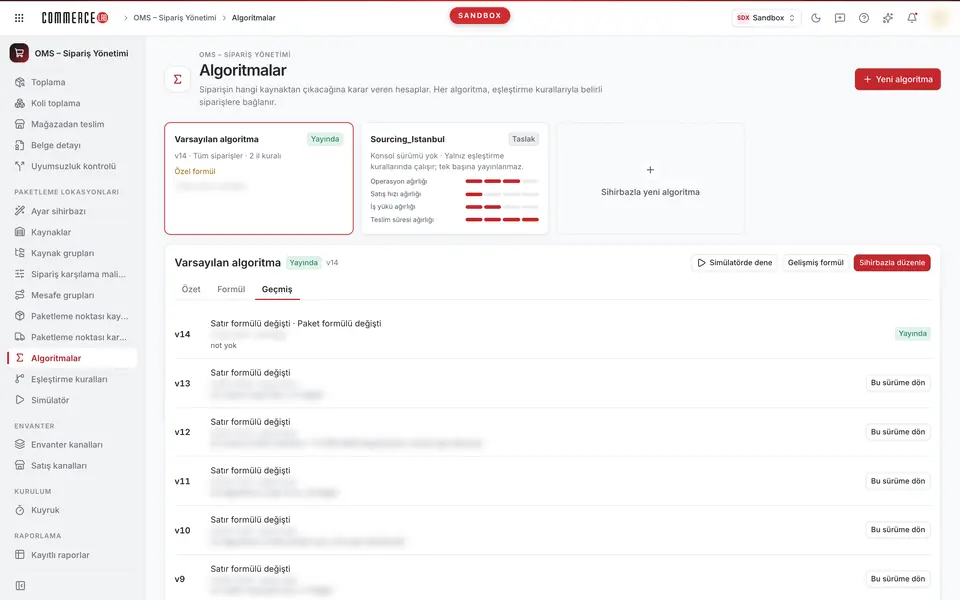 COMMERCE LAB
OMS – Sipariş Yönetimi
Algoritmalar
SANDBOX
SDX Sandbox
OMS – Sipariş Yönetimi
Toplama
Koli toplama
Mağazadan teslim
Belge detayı
Uyumsuzluk kontrolü
PAKETLEME LOKASYONLARI
Ayar sihirbazı
Kaynaklar
Kaynak grupları
Sipariş karşılama mali...
Mesafe grupları
Paketleme noktası kay...
Paketleme noktası kar...
Algoritmalar
Eşleştirme kuralları
Simülatör
ENVANTER
Envanter kanalları
Satış kanalları
KURULUM
Kuyruk
RAPORLAMA
Kayıtlı raporlar
OMS – SİPARİŞ YÖNETİMİ
Algoritmalar
Siparişin hangi kaynaktan çıkacağına karar veren hesaplar. Her algoritma, eşleştirme kurallarıyla belirli
siparişlere bağlanır.
Yeni algoritma
Varsayılan algoritma
Yayında
v14 · Tüm siparişler · 2 il kuralı
Özel formül
Sourcing_Istanbul
Taslak
Konsol sürümü yok · Yalnız eşleştirme
kurallarında çalışır; tek başına yayınlanmaz.
Operasyon ağırlığı
Satış hızı ağırlığı
İş yükü ağırlığı
Teslim süresi ağırlığı
Sihirbazla yeni algoritma
Varsayılan algoritma Yayında v14
Simülatörde dene
Gelişmiş formül
Sihirbazla düzenle
Özet
Formül
Geçmiş
v14
Satır formülü değişti · Paket formülü değişti
not yok
Yayında
v13
Satır formülü değişti
Bu sürüme dön
v12
Satır formülü değişti
Bu sürüme dön
v11
Satır formülü değişti
Bu sürüme dön
v10
Satır formülü değişti
Bu sürüme dön
v9
Satır formülü değişti
Bu sürüme dön